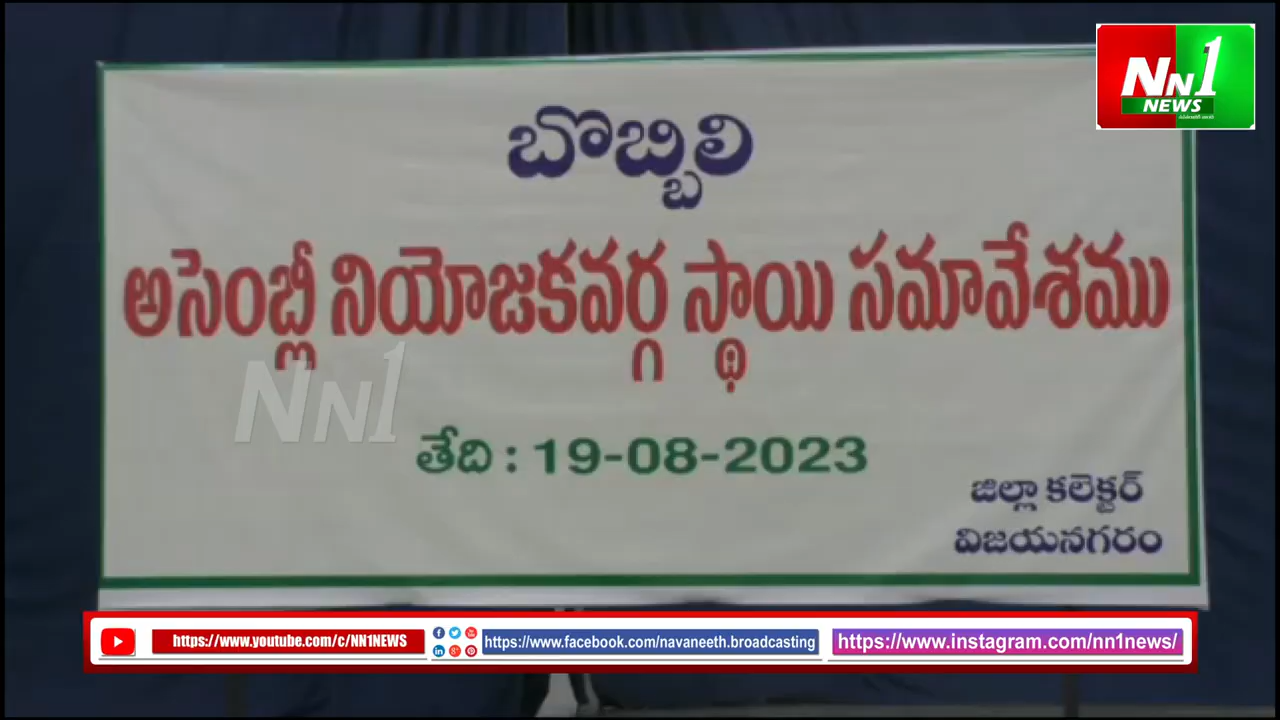 NN1
NEWS
బొబ్బిలి
అసెంబ్లీ నియోజకవర్గ స్థాయి సమావేశము
NN1
తేది : 19-08-2023
జిల్లా కలెక్టర్
విజయనగరం
https://www.youtube.com/c/NN1NEWS
https://www.facebook.com/navaneeth.broadcasting
https://www.instagram.com/nn1news/